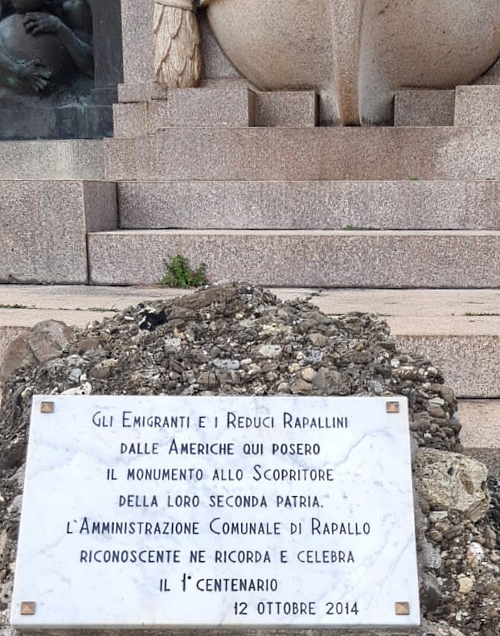 Gli Emigranti e i Reduci Rapallini
dalle Americhe qui posero
il monumento allo Scopritore
della loro seconda patria.
l'Amministrazione Comunale di Rapallo
riconoscente ne ricorda e celebra
il 1° centenario
12 ottobre 2014